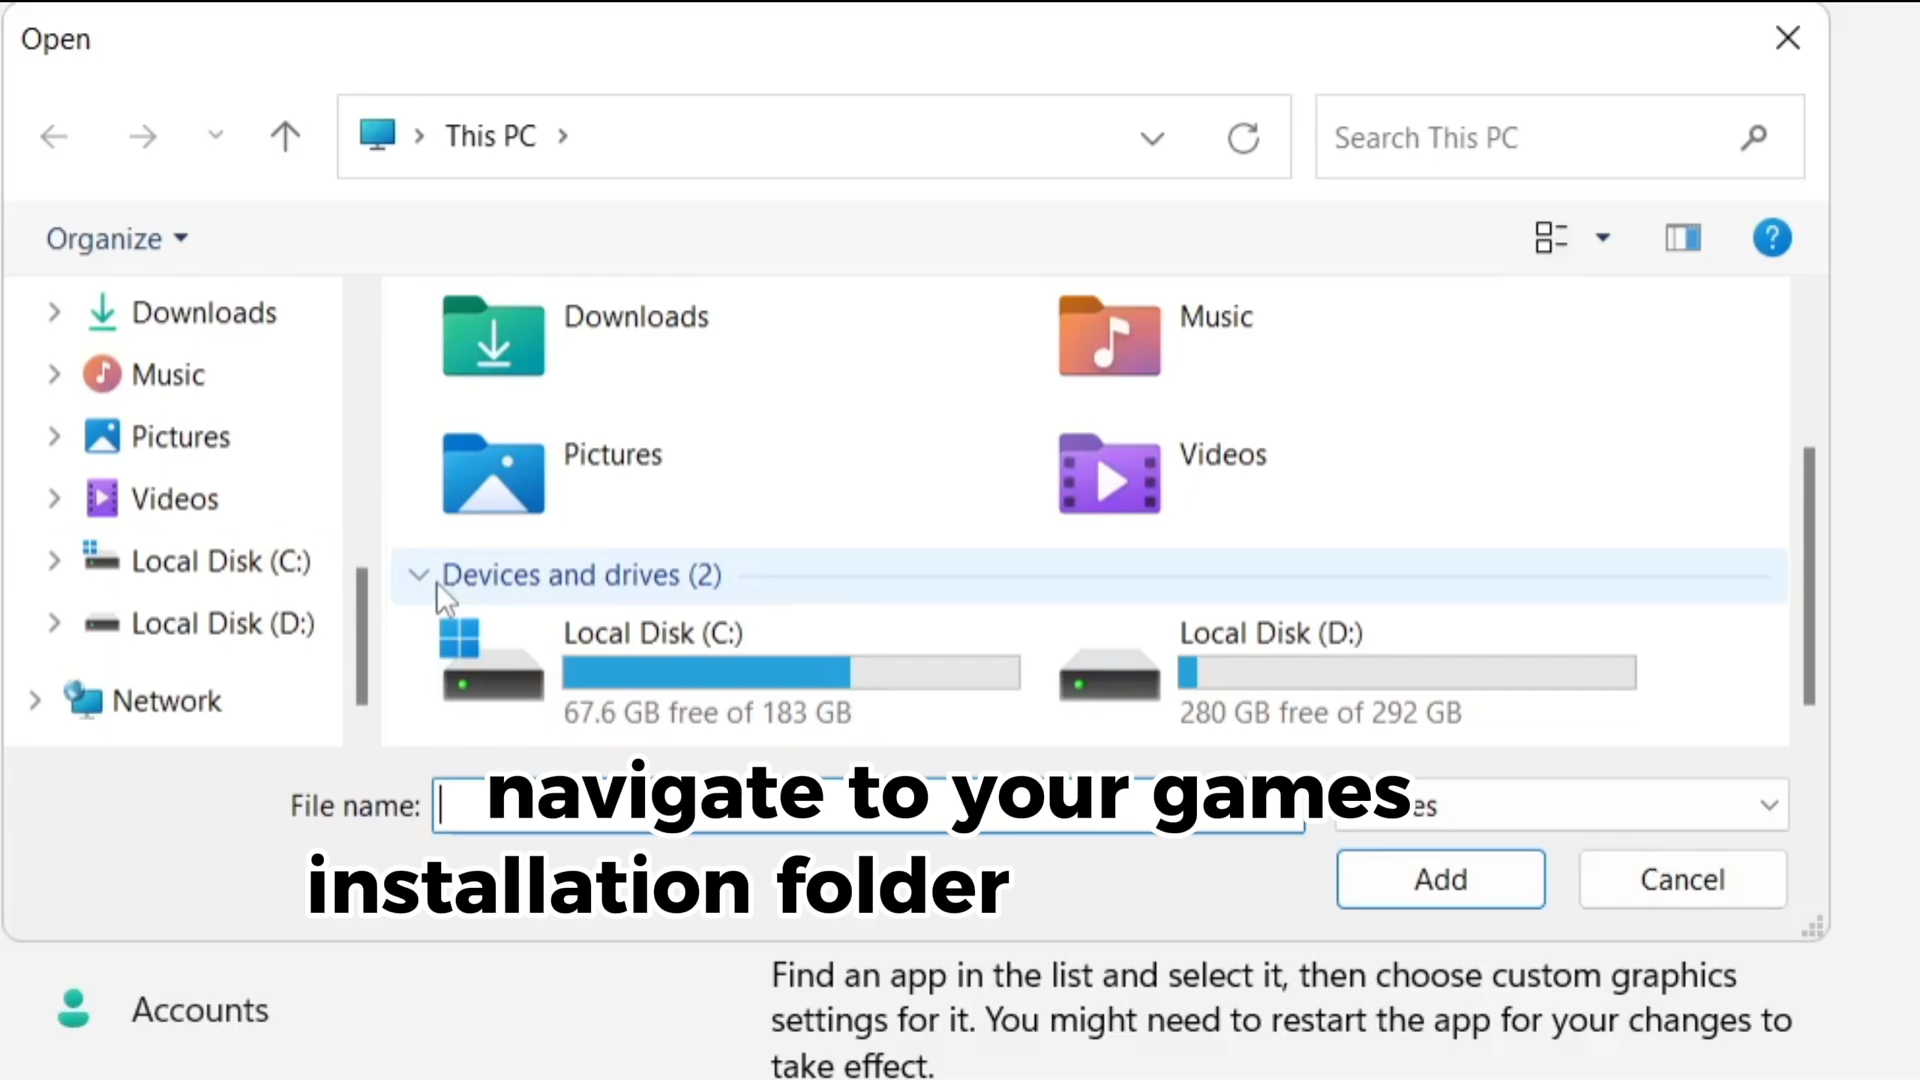 Open
This PC
Search This PC
Organize
Downloads
Music
Pictures
Videos
Local Disk (C:)
Local Disk (D:)
Network
Downloads
Music
Pictures
Videos
Devices and drives (2)
Local Disk (C:)
67.6 GB free of 183 GB
Local Disk (D:)
280 GB free of 292 GB
File name:
navigate to your games
installation folder
Add
Cancel
Accounts
Find an app in the list and select it, then choose custom graphics
settings for it. You might need to restart the app for your changes to
take effect.